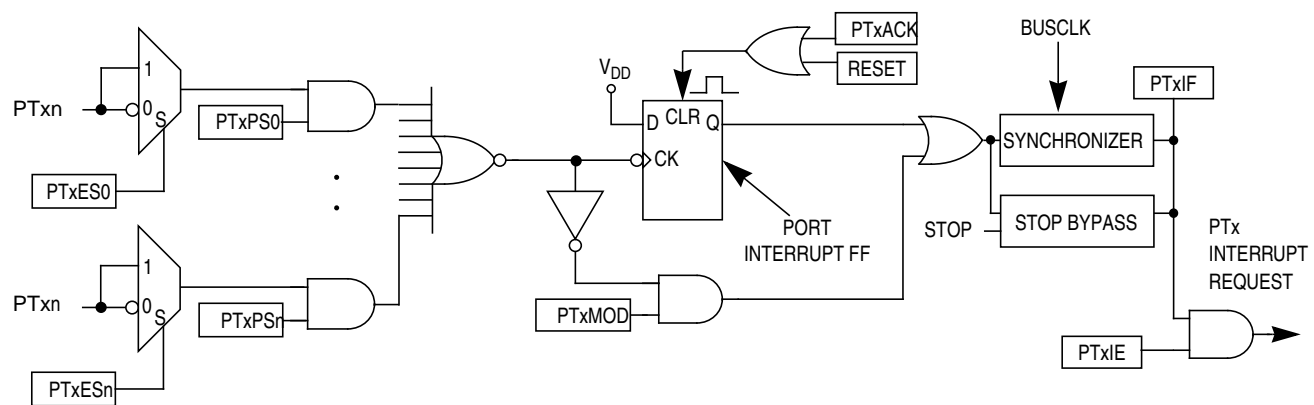 PTxn
1
0
S
PTxES0
PTxPS0
PTxn
1
0
S
PTxESn
PTxPSn
VDD
D
CLR
Q
CK
PTxACK
RESET
PORT
INTERRUPT FF
PTxMOD
BUSCLK
SYNCHRONIZER
STOP
STOP BYPASS
PTxIF
PTx
INTERRUPT
REQUEST
PTxIE